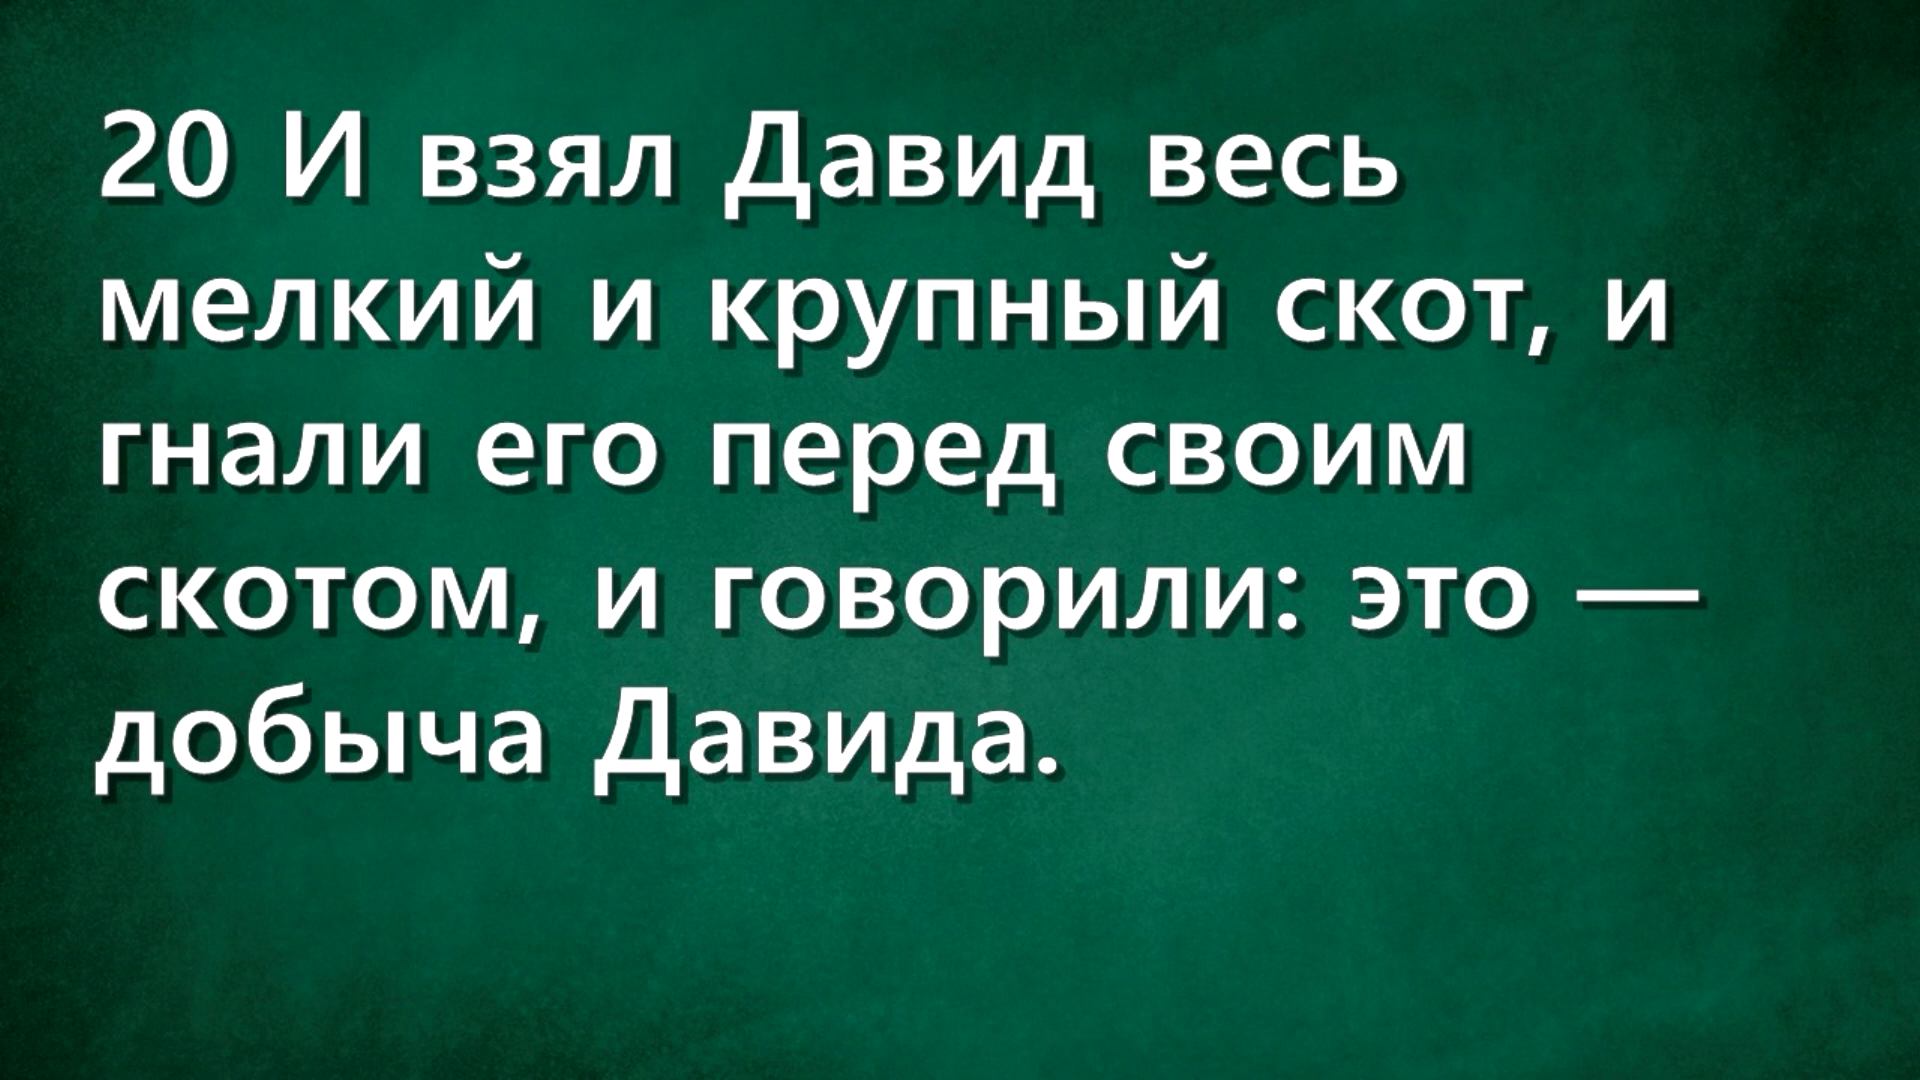 20 И взял Давид весь
мелкий и крупный скот, и
гнали его перед своим
скотом, и говорили: это —
добыча Давида.